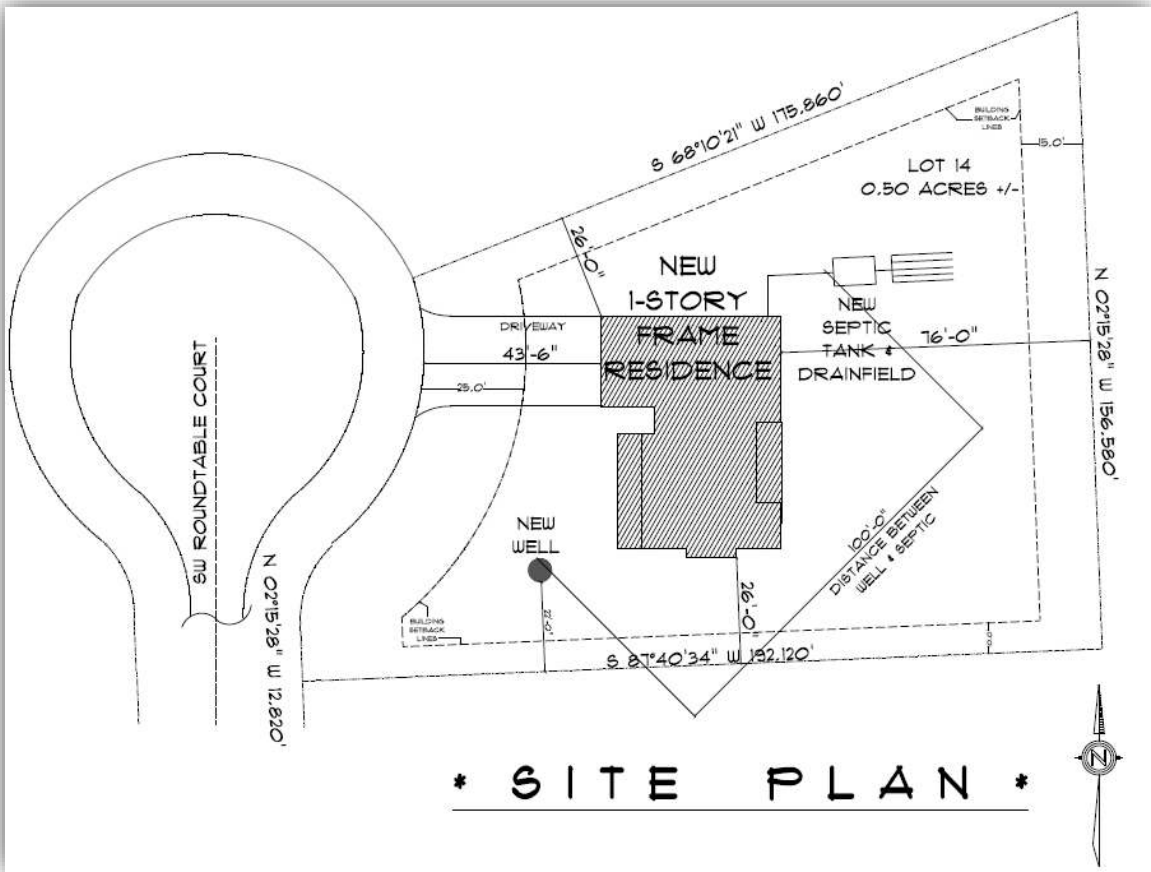 S 68°10'21" W 175.860'
BUILDING
SETBACK
LINES
15.0'
LOT 14
0.50 ACRES +/-
26'-0"
NEW
1-STORY
FRAME
RESIDENCE
NEW
SEPTIC
TANK &
DRAINFIELD
76'-0"
N 02°15'28" W 156.580'
DRIVEWAY
43'-6"
25.0'
SW ROUNDTABLE COURT
N 02°15'28" W 12.820'
NEW
WELL
22'-0"
100'-0"
DISTANCE BETWEEN
WELL & SEPTIC
26'-0"
BUILDING
SETBACK
LINES
S 87°40'34" W 192.120'
* SITE PLAN *
N